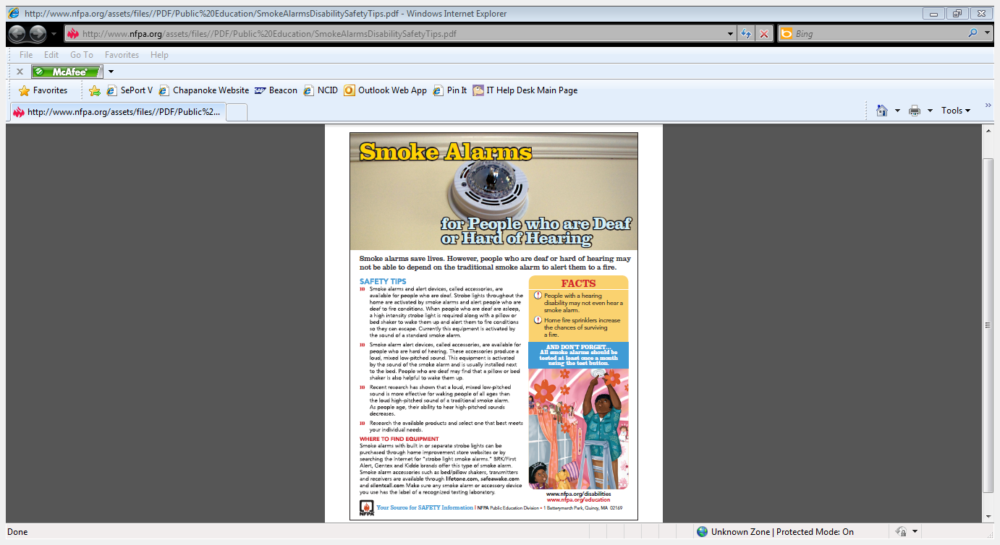 http://www.nfpa.org/assets/files//PDF/Public%20Education/SmokeAlarmsDisabilitySafetyTips.pdf - Windows Internet Explorer
http://www.nfpa.org/assets/files//PDF/Public%20Education/SmokeAlarmsDisabilitySafetyTips.pdf
Bing
File Edit Go To Favorites Help
x McAfee
Favorites SePort V Chapanoke Website Beacon NCID Outlook Web App Pin It IT Help Desk Main Page
http://www.nfpa.org/assets/files//PDF/Public%2...
Tools
Smoke Alarms
for People who are Deaf
or Hard of Hearing
Smoke alarms save lives. However, people who are deaf or hard of hearing may
not be able to depend on the traditional smoke alarm to alert them to a fire.
SAFETY TIPS
Smoke alarms and alert devices, called accessories, are
available for people who are deaf. Strobe lights throughout the
home are activated by smoke alarms and alert people who are
deaf to fire conditions. When people who are deaf are asleep,
a high intensity strobe light is required along with a pillow or
bed shaker to wake them up and alert them to fire conditions
so they can escape. Currently this equipment is activated by
the sound of a standard smoke alarm.
Smoke alarm alert devices, called accessories, are available for
people who are hard of hearing. These accessories produce a
loud, mixed low-pitched sound. This equipment is activated
by the sound of the smoke alarm and is usually installed next
to the bed. People who are deaf may find that a pillow or bed
shaker is also helpful to wake them up.
Recent research has shown that a loud, mixed low-pitched
sound is more effective for waking people of all ages than
the loud high-pitched sound of a traditional smoke alarm.
As people age, their ability to hear high-pitched sounds
decreases.
Research the available products and select one that best meets
your individual needs.
WHERE TO FIND EQUIPMENT
Smoke alarms with built in or separate strobe lights can be
purchased through home improvement store websites or by
searching the internet for "strobe light smoke alarms." BRK/First
Alert, Gentex and Kidde brands offer this type of smoke alarm.
Smoke alarm accessories such as bed/pillow shakers, transmitters
and receivers are available through lifetone.com, safeawake.com
and silentcall.com Make sure any smoke alarm or accessory device
you use has the label of a recognized testing laboratory.
FACTS
People with a hearing
disability may not even hear a
smoke alarm.
Home fire sprinklers increase
the chances of surviving
a fire.
AND DON'T FORGET...
All smoke alarms should be
tested at least once a month
using the test button.
www.nfpa.org/disabilities
www.nfpa.org/education
NFPA
Your Source for SAFETY Information | NFPA Public Education Division • 1 Batterymarch Park, Quincy, MA 02169
Done
Unknown Zone | Protected Mode: On